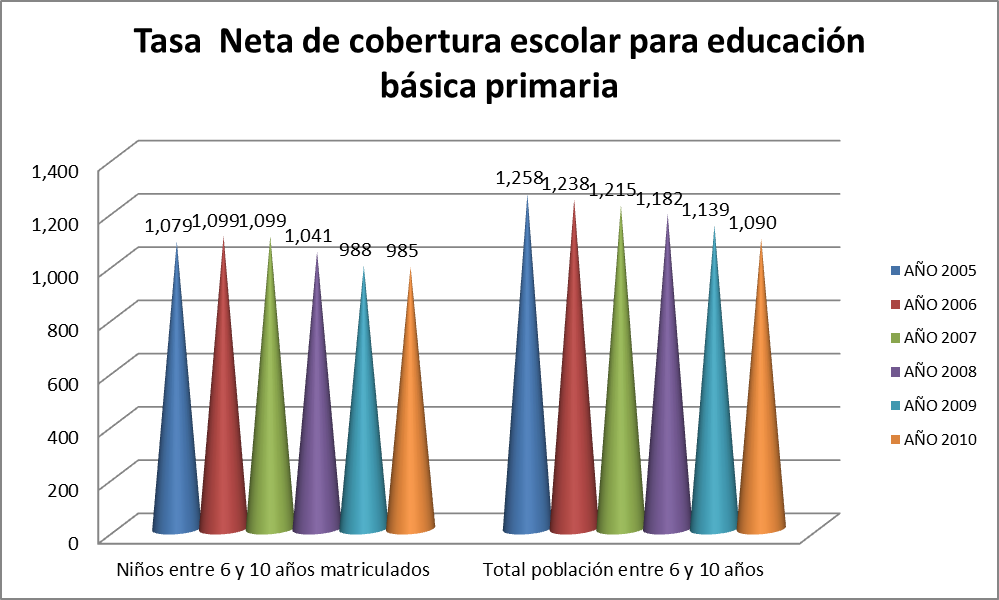 Tasa  Neta de cobertura escolar para educación
básica primaria
1,400
1,200
1,000
800
600
400
200
0
1,079
1,099
1,099
1,041
988
985
1,258
1,238
1,215
1,182
1,139
1,090
Niños entre 6 y 10 años matriculados
Total población entre 6 y 10 años
AÑO 2005
AÑO 2006
AÑO 2007
AÑO 2008
AÑO 2009
AÑO 2010